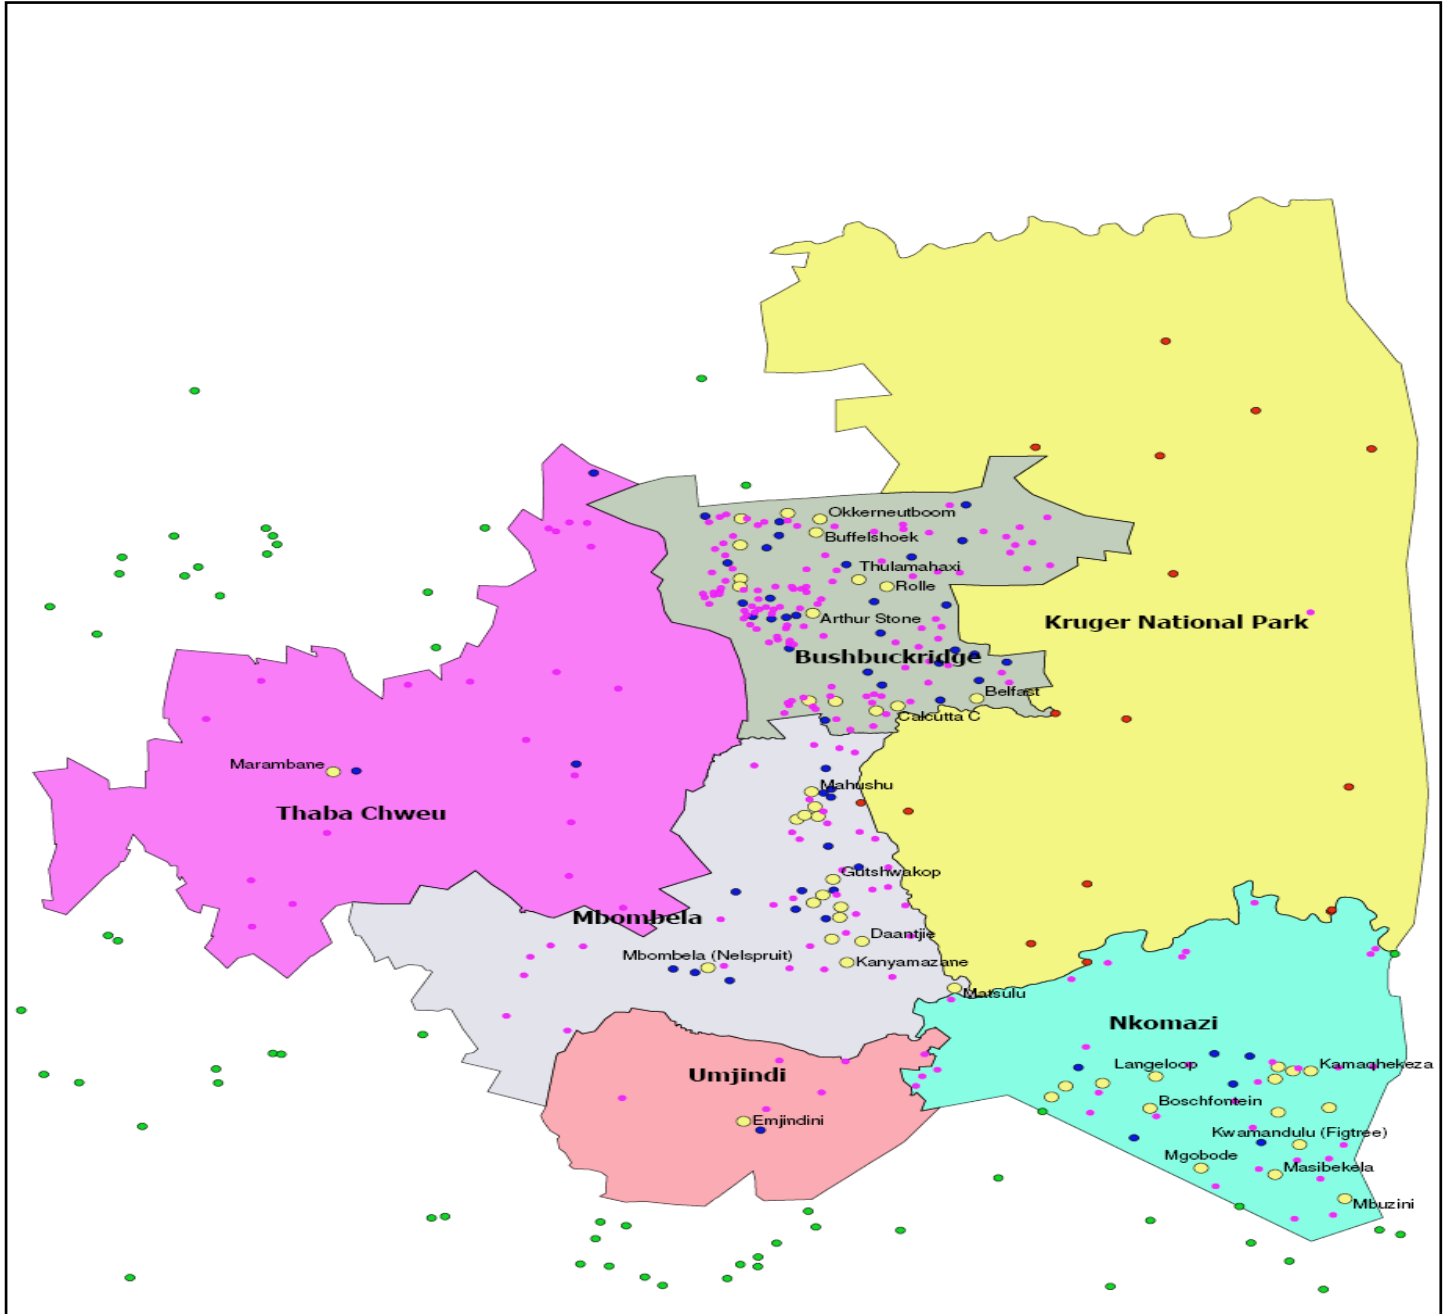 Okkerneutboom
Buffelshoek
Thulamahaxi
Rolle
Arthur Stone
Kruger National Park
Bushbuckridge
Belfast
Calcutta C
Marambane
Mahushu
Thaba Chweu
Gutshwakop
Mbombela
Daantjie
Mbombela (Nelspruit)
Kanyamazane
Matsulu
Nkomazi
Langeloop
Kamaqhekeza
Umjindi
Boschfontein
Emjindini
Kwamandulu (Figtree)
Mgobode
Masibekela
Mbuzini